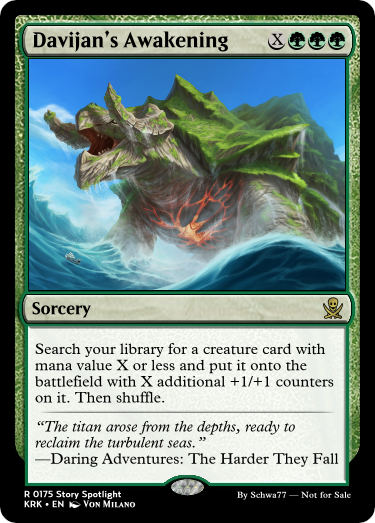 Davijan's Awakening X
Sorcery
Search your library for a creature card with
mana value X or less and put it onto the
battlefield with X additional +1/+1 counters
on it. Then shuffle.
“The titan arose from the depths, ready to
reclaim the turbulent seas.”
—Daring Adventures: The Harder They Fall
R 0175 Story Spotlight
KRK • EN Von Milano
By Schwa77 — Not for Sale